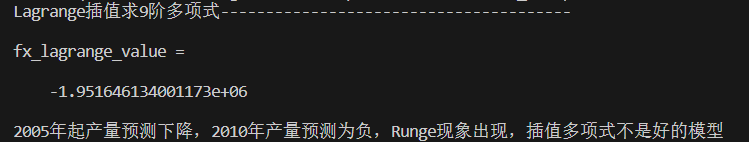 Lagrange插值求9阶多项式---------------------------------------
fx_lagrange_value =
-1.951646134001173e+06
2005年起产量预测下降，2010年产量预测为负，Runge现象出现，插值多项式不是好的模型